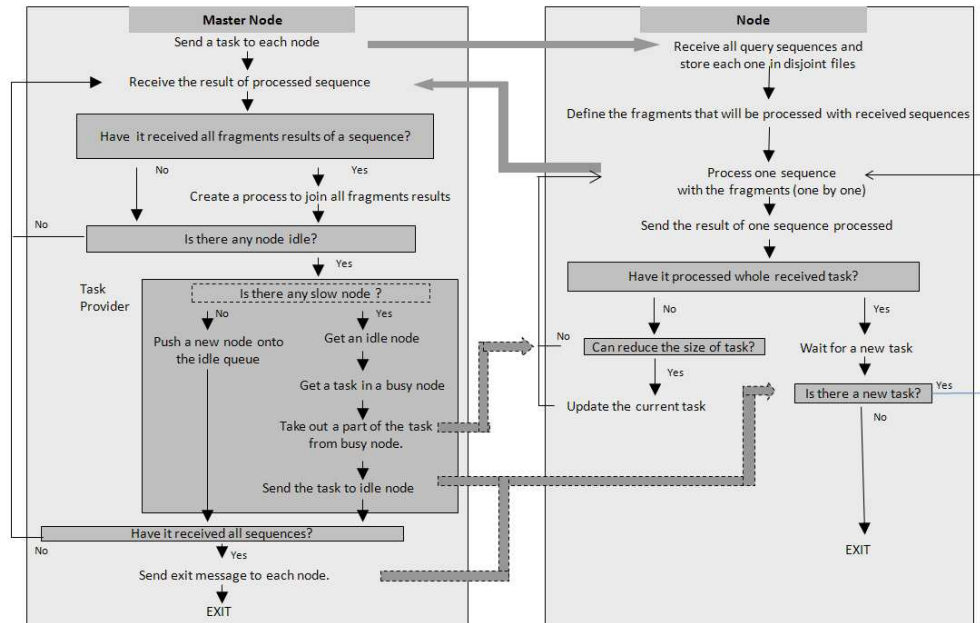 Master Node
Send a task to each node
Receive the result of processed sequence
Have it received all fragments results of a sequence?
No
Yes
Create a process to join all fragments results
No
Is there any node idle?
Yes
Task
Provider
Is there any slow node ?
No
Yes
Push a new node onto
the idle queue
Get an idle node
Get a task in a busy node
Take out a part of the task
from busy node.
Send the task to idle node
Have it received all sequences?
No
Yes
Send exit message to each node.
EXIT
Node
Receive all query sequences and
store each one in disjoint files
Define the fragments that will be processed with received sequences
Process one sequence
with the fragments (one by one)
Send the result of one sequence processed
Have it processed whole received task?
No
Yes
No
Can reduce the size of task?
Wait for a new task
Yes
Is there a new task?
Yes
Update the current task
No
EXIT